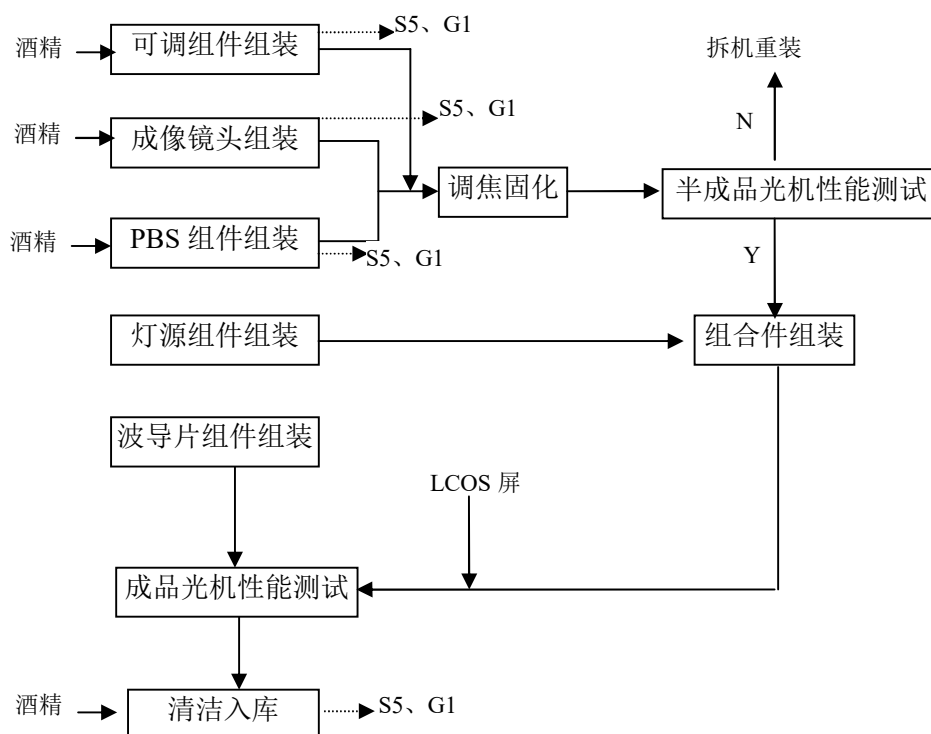 S5、G1
酒精
可调组件组装
拆机重装
S5、G1
N
酒精
成像镜头组装
调焦固化
半成品光机性能测试
酒精
PBS 组件组装
S5、G1
Y
灯源组件组装
组合件组装
波导片组件组装
LCOS 屏
成品光机性能测试
酒精
清洁入库
S5、G1